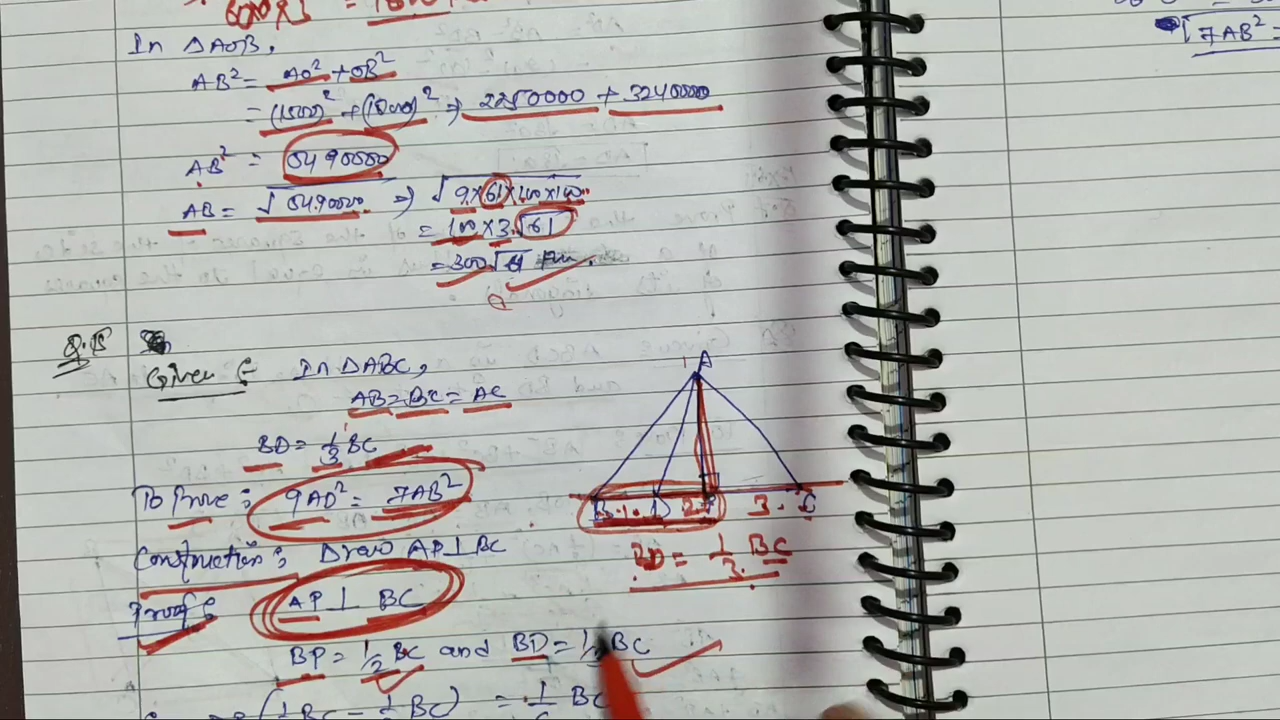 In ΔAOB,
AB² = AO² + OB²
= (1500)² + (1800)² ⇒ 2250000 + 3240000
AB² = 5490000
AB = √5490000 ⇒ √9×61×100×100
= 100×3√61
= 300√61 km.
Q.15
Given :- In ΔABC,
AB = BC = AC
BD = 1/3 BC
To Prove : 9AD² = 7AB²
Construction : Draw AP ⊥ BC
Proof : AP ⊥ BC
BP = 1/2 BC and BD = 1/3 BC
A
B 1. D 2. P 3. C
BD = 1/3 BC
7AB² =